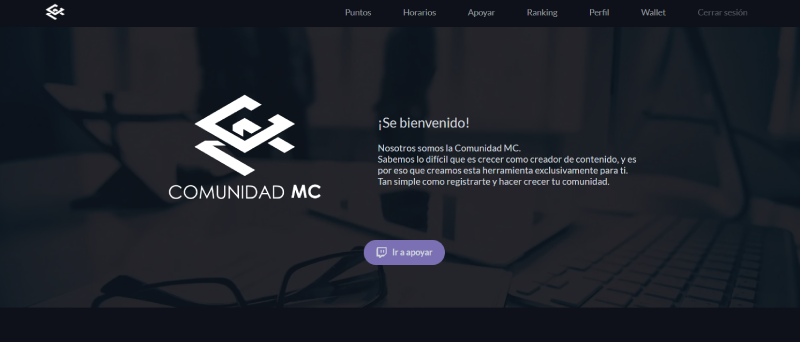 Puntos Horarios Apoyar Ranking Perfil Wallet Cerrar sesión
¡Se bienvenido!
Nosotros somos la Comunidad MC.
Sabemos lo difícil que es crecer como creador de contenido, y es
por eso que creamos esta herramienta exclusivamente para ti.
Tan simple como registrarte y hacer crecer tu comunidad.
COMUNIDAD MC
Ir a apoyar